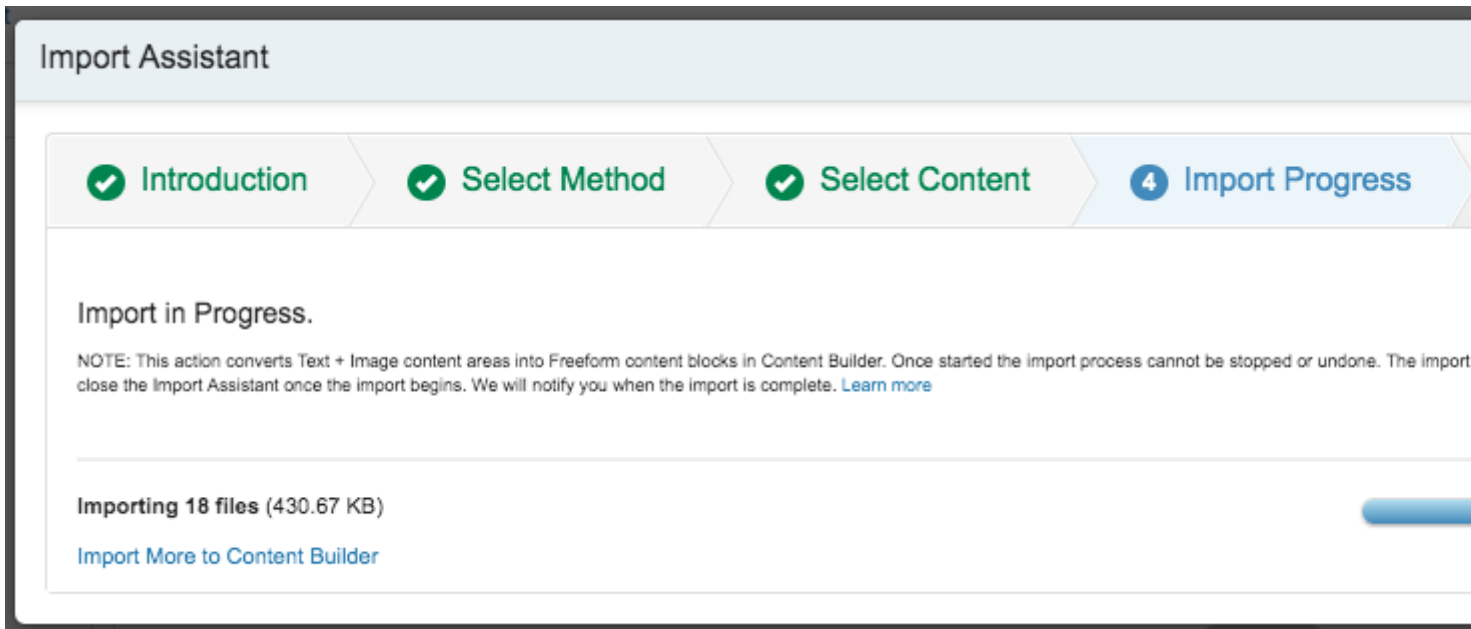 Import Assistant
Introduction
Select Method
Select Content
4 Import Progress
Import in Progress.
NOTE: This action converts Text + Image content areas into Freeform content blocks in Content Builder. Once started the import process cannot be stopped or undone. The import
close the Import Assistant once the import begins. We will notify you when the import is complete. Learn more
Importing 18 files (430.67 KB)
Import More to Content Builder